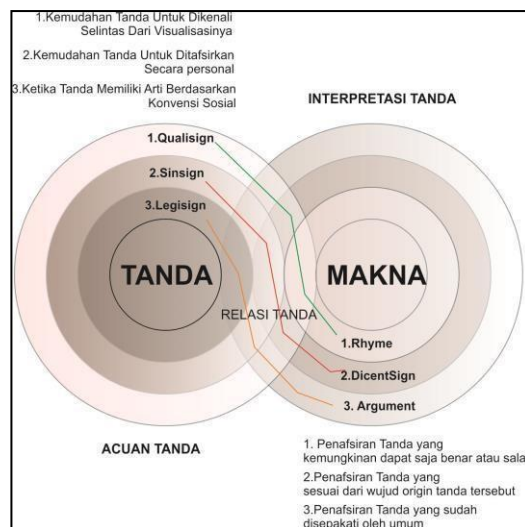 1.Kemudahan Tanda Untuk Dikenali
Selintas Dari Visualisasinya
2.Kemudahan Tanda Untuk Ditafsirkan
Secara personal
3.Ketika Tanda Memiliki Arti Berdasarkan
Konvensi Sosial
INTERPRETASI TANDA
1.Qualisign
2.Sinsign
3.Legisign
TANDA
MAKNA
RELASI TANDA
1.Rhyme
2.DicentSign
3. Argument
ACUAN TANDA
1. Penafsiran Tanda yang
kemungkinan dapat saja benar atau sala
2.Penafsiran Tanda yang
sesuai dari wujud origin tanda tersebut
3.Penafsiran Tanda yang sudah
disepakati oleh umum